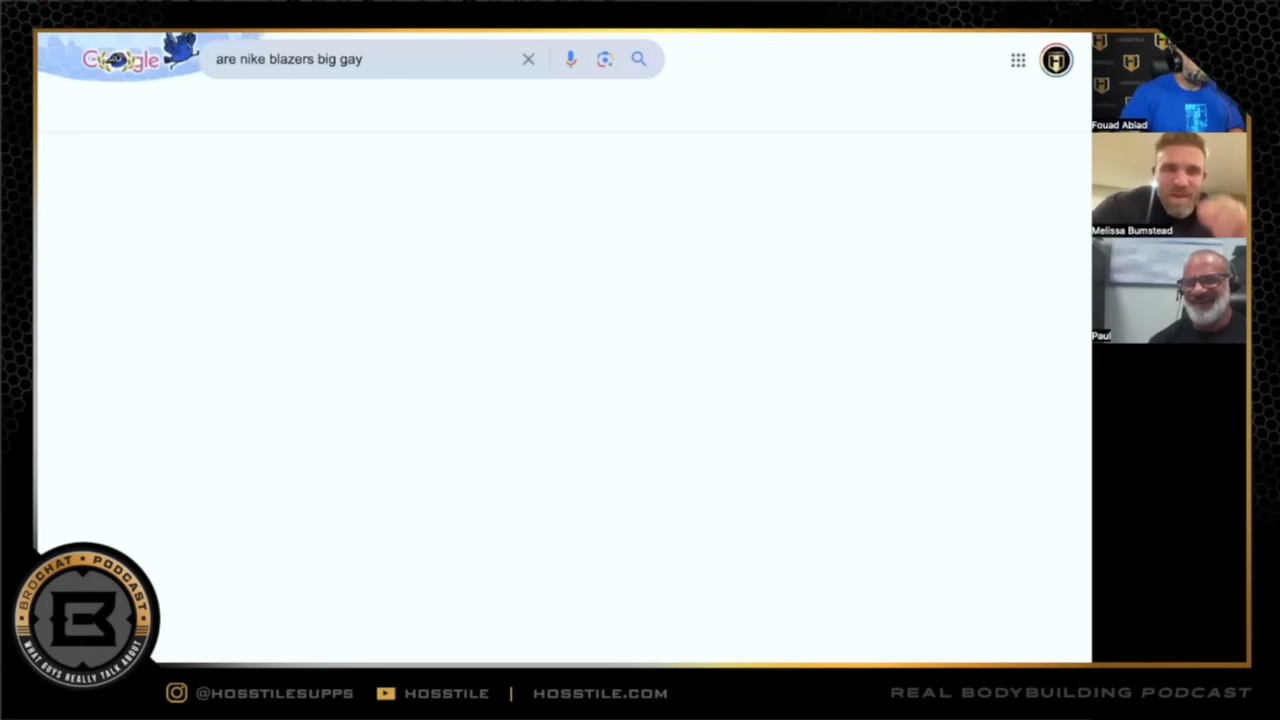 Google
are nike blazers big gay
Fouad Abiad
Melissa Bumstead
Paul
BROCHAT • PODCAST
WHAT GUYS REALLY TALK ABOUT
@HOSSTILESUPPS
HOSSTILE
|
HOSSTILE.COM
REAL BODYBUILDING PODCAST